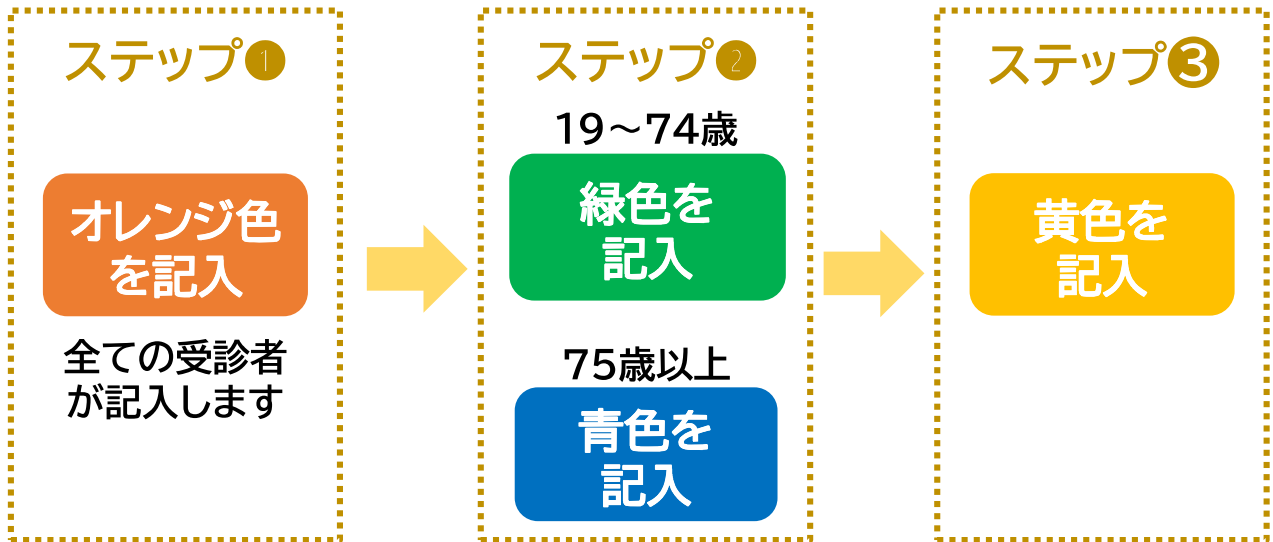 ステップ❶
オレンジ色
を記入
全ての受診者
が記入します
ステップ❷
19～74歳
緑色を
記入
75歳以上
青色を
記入
ステップ❸
黄色を
記入